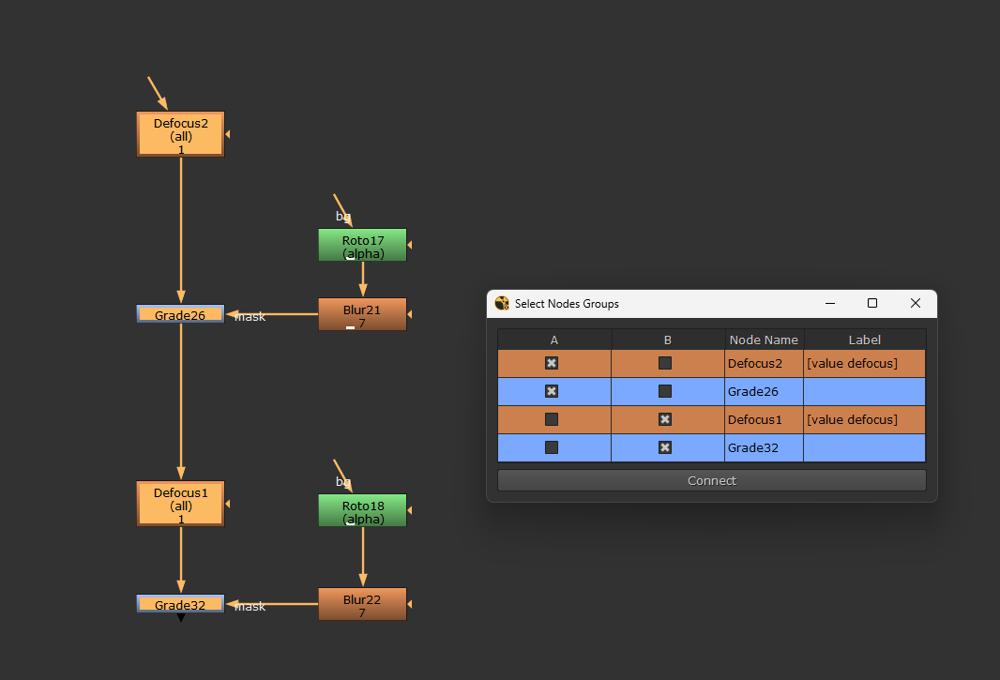 Defocus2
(all)
1
bg
Roto17
(alpha)
Grade26
mask
Blur21
7
Defocus1
(all)
1
bg
Roto18
(alpha)
Grade32
mask
Blur22
7
Select Nodes Groups
A B Node Name Label
Defocus2 [value defocus]
Grade26
Defocus1 [value defocus]
Grade32
Connect